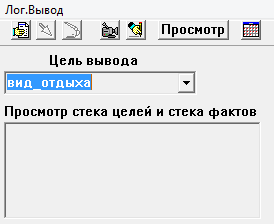 Лог.Вывод
Просмотр
Цель вывода
вид_отдыха
Просмотр стека целей и стека фактов